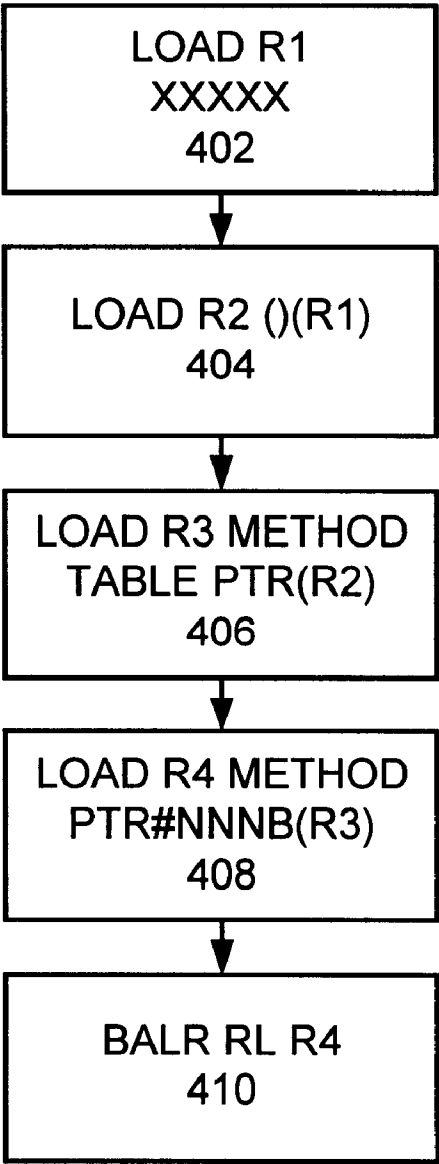 LOAD R1
XXXXX
402
LOAD R2 ()(R1)
404
LOAD R3 METHOD
TABLE PTR(R2)
406
LOAD R4 METHOD
PTR#NNNB(R3)
408
BALR RL R4
410